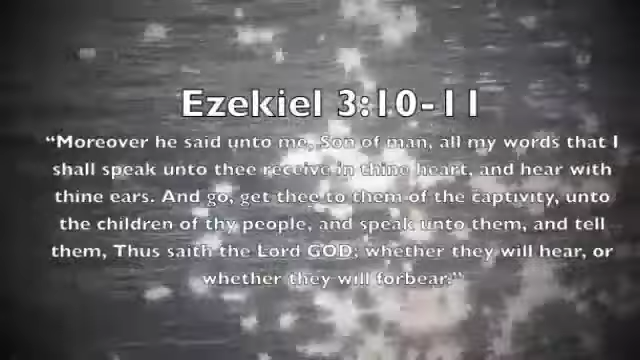 Ezekiel 3:10-11
“Moreover he said unto me, Son of man, all my words that I
shall speak unto thee receive in thine heart, and hear with
thine ears. And go, get thee to them of the captivity, unto
the children of thy people, and speak unto them, and tell
them, Thus saith the Lord GOD; whether they will hear, or
whether they will forbear.”